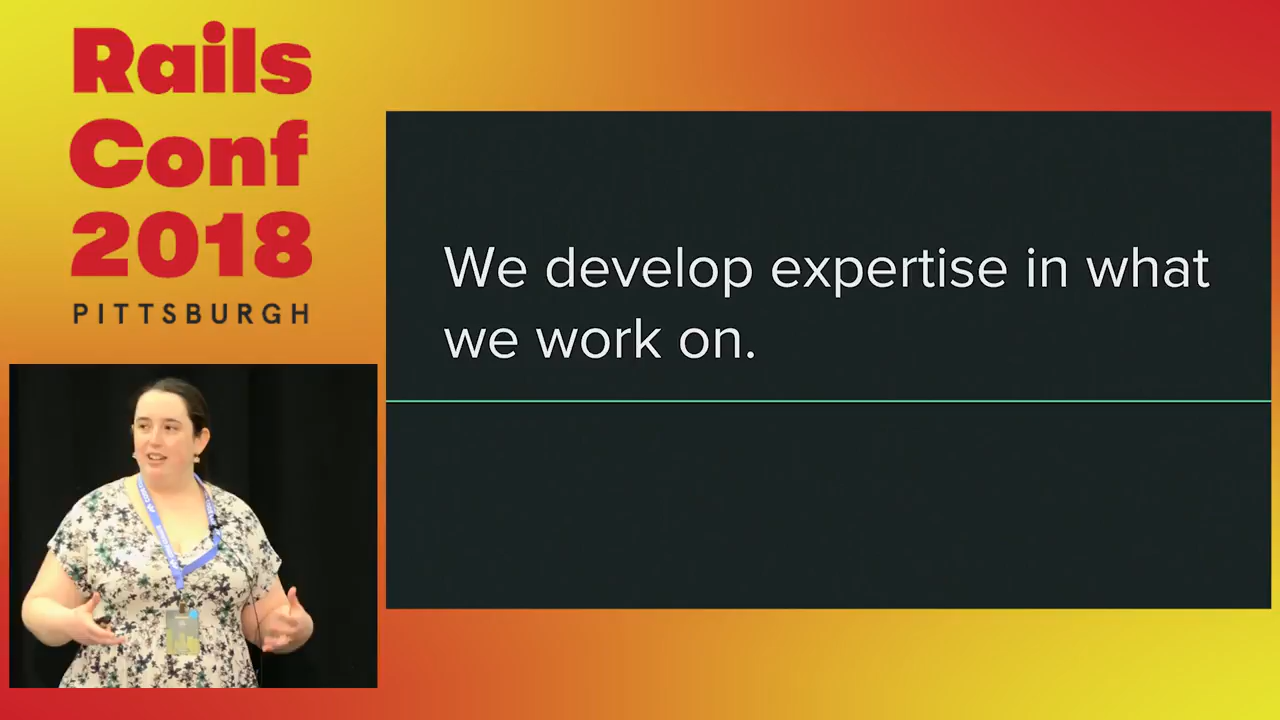 Rails
Conf
2018
PITTSBURGH
We develop expertise in what
we work on.